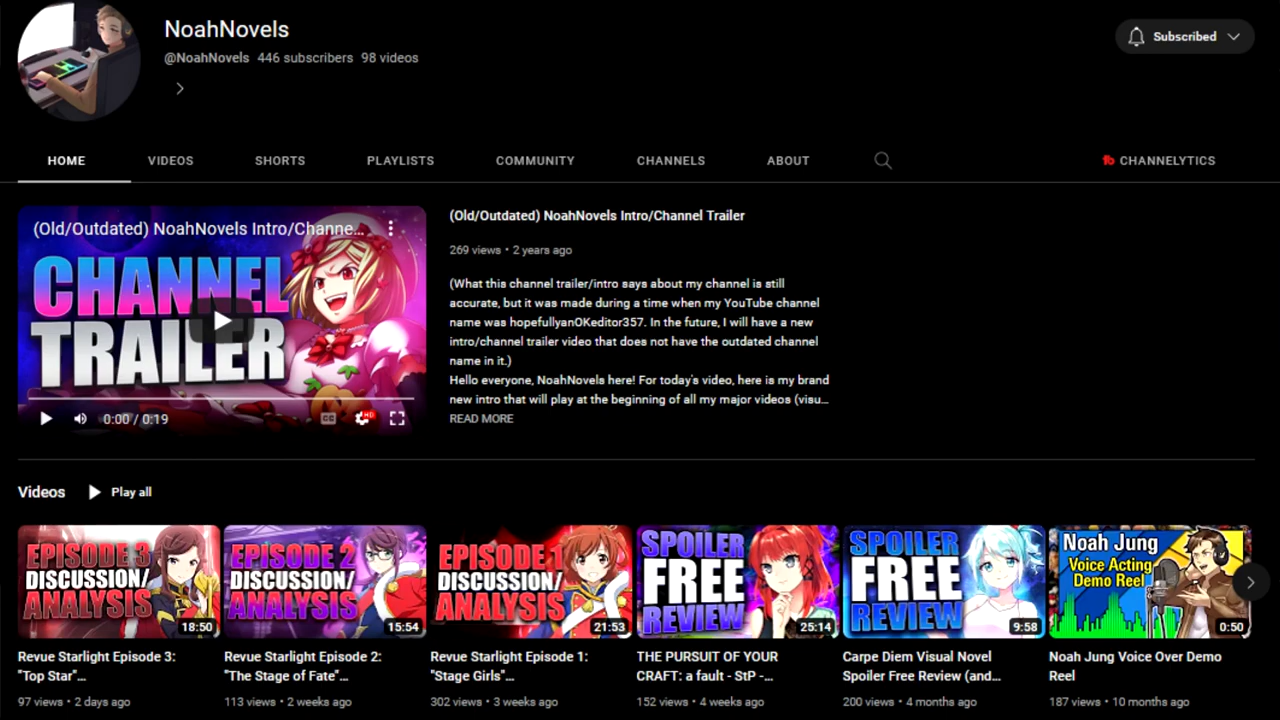 NoahNovels
@NoahNovels 446 subscribers 98 videos
Subscribed
HOME VIDEOS SHORTS PLAYLISTS COMMUNITY CHANNELS ABOUT CHANNELYTICS
(Old/Outdated) NoahNovels Intro/Channe...
CHANNEL
TRAILER
0:00 / 0:19
CC HD
(Old/Outdated) NoahNovels Intro/Channel Trailer
269 views • 2 years ago
(What this channel trailer/intro says about my channel is still
accurate, but it was made during a time when my YouTube channel
name was hopefullyanOKeditor357. In the future, I will have a new
intro/channel trailer video that does not have the outdated channel
name in it.)
Hello everyone, NoahNovels here! For today's video, here is my brand
new intro that will play at the beginning of all my major videos (visu...
READ MORE
Videos Play all
EPISODE 3
DISCUSSION/
ANALYSIS
18:50
Revue Starlight Episode 3:
"Top Star"...
97 views • 2 days ago
EPISODE 2
DISCUSSION/
ANALYSIS
15:54
Revue Starlight Episode 2:
"The Stage of Fate"...
113 views • 2 weeks ago
EPISODE 1
DISCUSSION/
ANALYSIS
21:53
Revue Starlight Episode 1:
"Stage Girls"...
302 views • 3 weeks ago
SPOILER
FREE
REVIEW
25:14
THE PURSUIT OF YOUR
CRAFT: a fault - StP -...
152 views • 4 weeks ago
SPOILER
FREE
REVIEW
9:58
Carpe Diem Visual Novel
Spoiler Free Review (and...
200 views • 4 months ago
Noah Jung
Voice Acting
Demo Reel
0:50
Noah Jung Voice Over Demo
Reel
187 views • 10 months ago